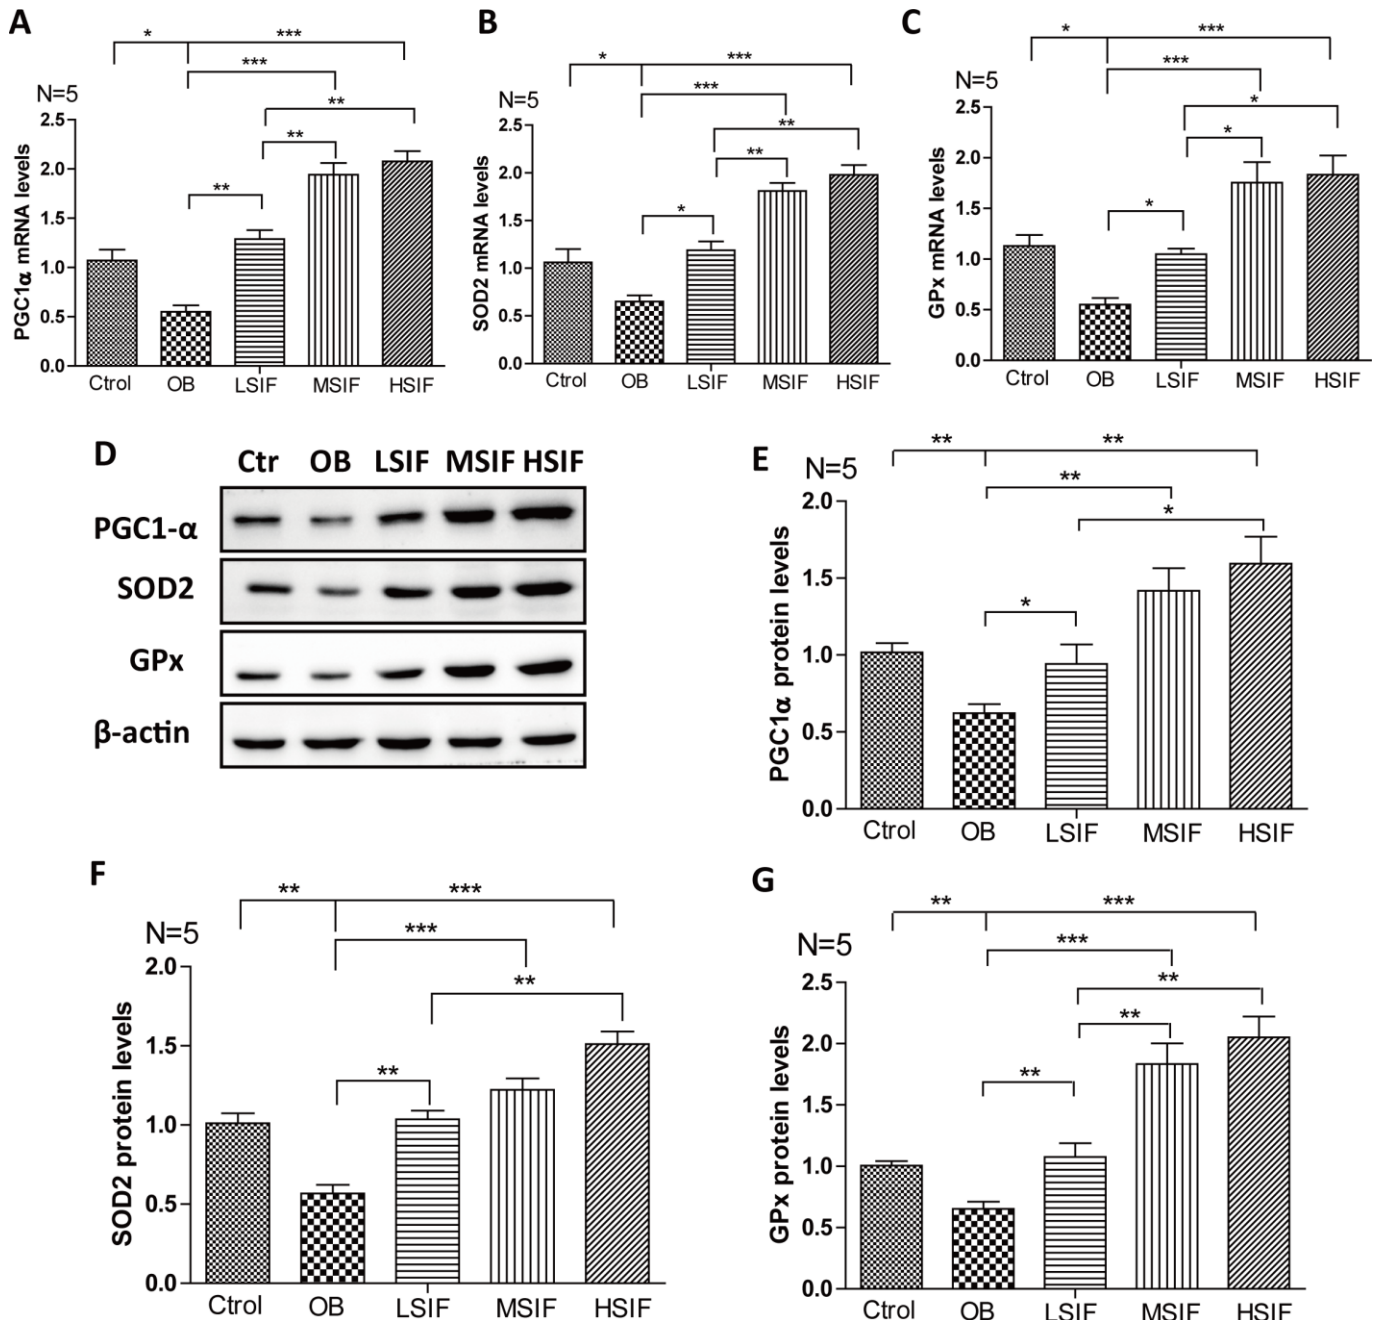 A
* ***
***
**
**
**
N=5
PGC1α mRNA levels
2.5
2.0
1.5
1.0
0.5
0.0
Ctrol OB LSIF MSIF HSIF
B
* ***
***
**
**
*
N=5
SOD2 mRNA levels
2.5
2.0
1.5
1.0
0.5
0.0
Ctrol OB LSIF MSIF HSIF
C
* ***
***
*
*
*
N=5
GPx mRNA levels
2.5
2.0
1.5
1.0
0.5
0.0
Ctrol OB LSIF MSIF HSIF
D
Ctr OB LSIF MSIF HSIF
PGC1-α
SOD2
GPx
β-actin
E
** **
**
*
*
N=5
PGC1α protein levels
2.0
1.5
1.0
0.5
0.0
Ctrol OB LSIF MSIF HSIF
F
** ***
***
**
**
N=5
SOD2 protein levels
2.0
1.5
1.0
0.5
0.0
Ctrol OB LSIF MSIF HSIF
G
** ***
***
**
**
**
N=5
GPx protein levels
2.5
2.0
1.5
1.0
0.5
0.0
Ctrol OB LSIF MSIF HSIF